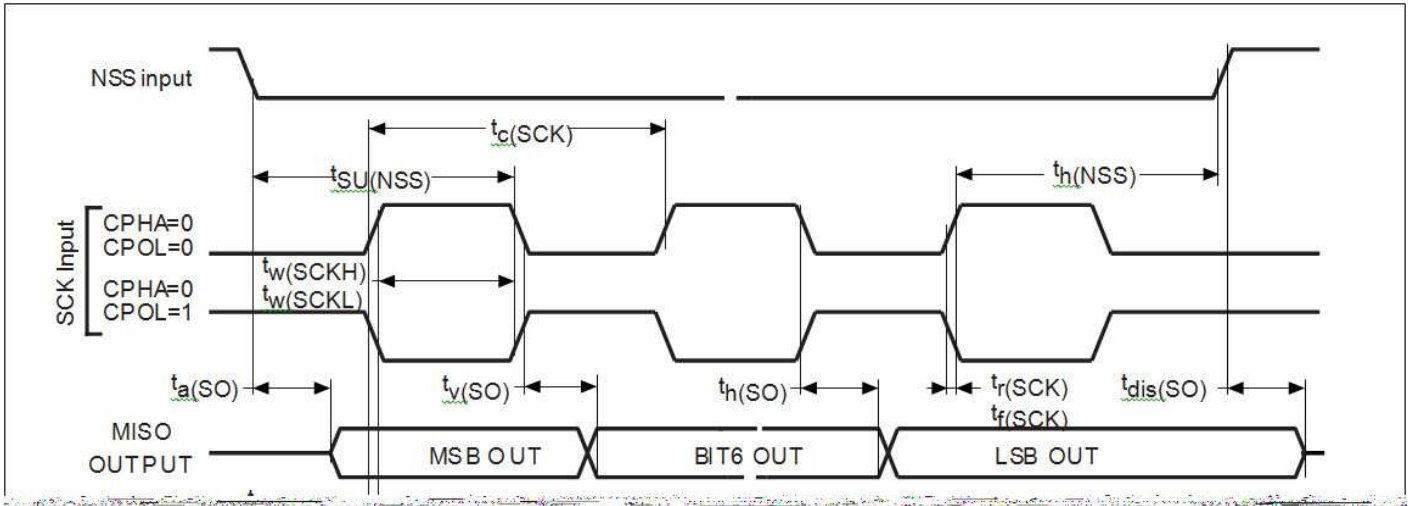 NSS input
tc(SCK)
tSU(NSS)
th(NSS)
SCK Input
CPHA=0
CPOL=0
tw(SCKH)
CPHA=0
tw(SCKL)
CPOL=1
ta(SO)
tv(SO)
th(SO)
tr(SCK)
tdis(SO)
tf(SCK)
MISO
OUTPUT
MSB OUT
BIT6 OUT
LSB OUT